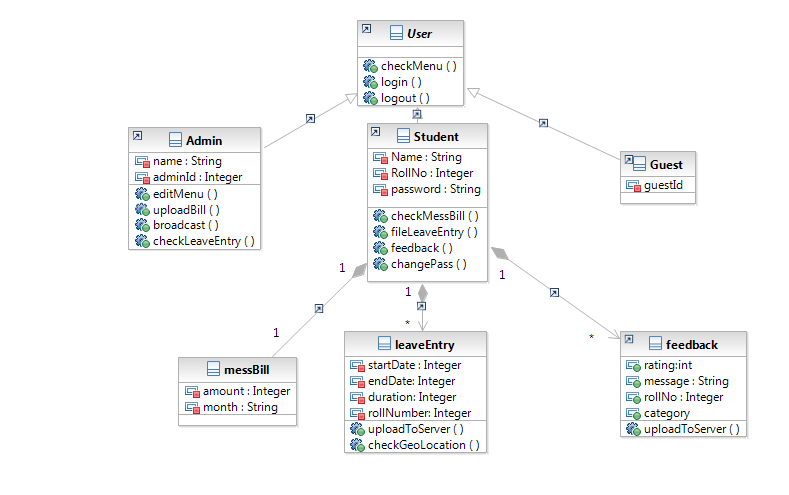 User
checkMenu ( )
login ( )
logout ( )
Admin
name : String
adminId : Integer
editMenu ( )
uploadBill ( )
broadcast ( )
checkLeaveEntry ( )
Student
Name : String
RollNo : Integer
password : String
checkMessBill ( )
fileLeaveEntry ( )
feedback ( )
changePass ( )
Guest
guestId
1
1
1
1
*
*
messBill
amount : Integer
month : String
leaveEntry
startDate : Integer
endDate: Integer
duration: Integer
rollNumber: Integer
uploadToServer ( )
checkGeoLocation ( )
feedback
rating:int
message : String
rollNo : Integer
category
uploadToServer ( )